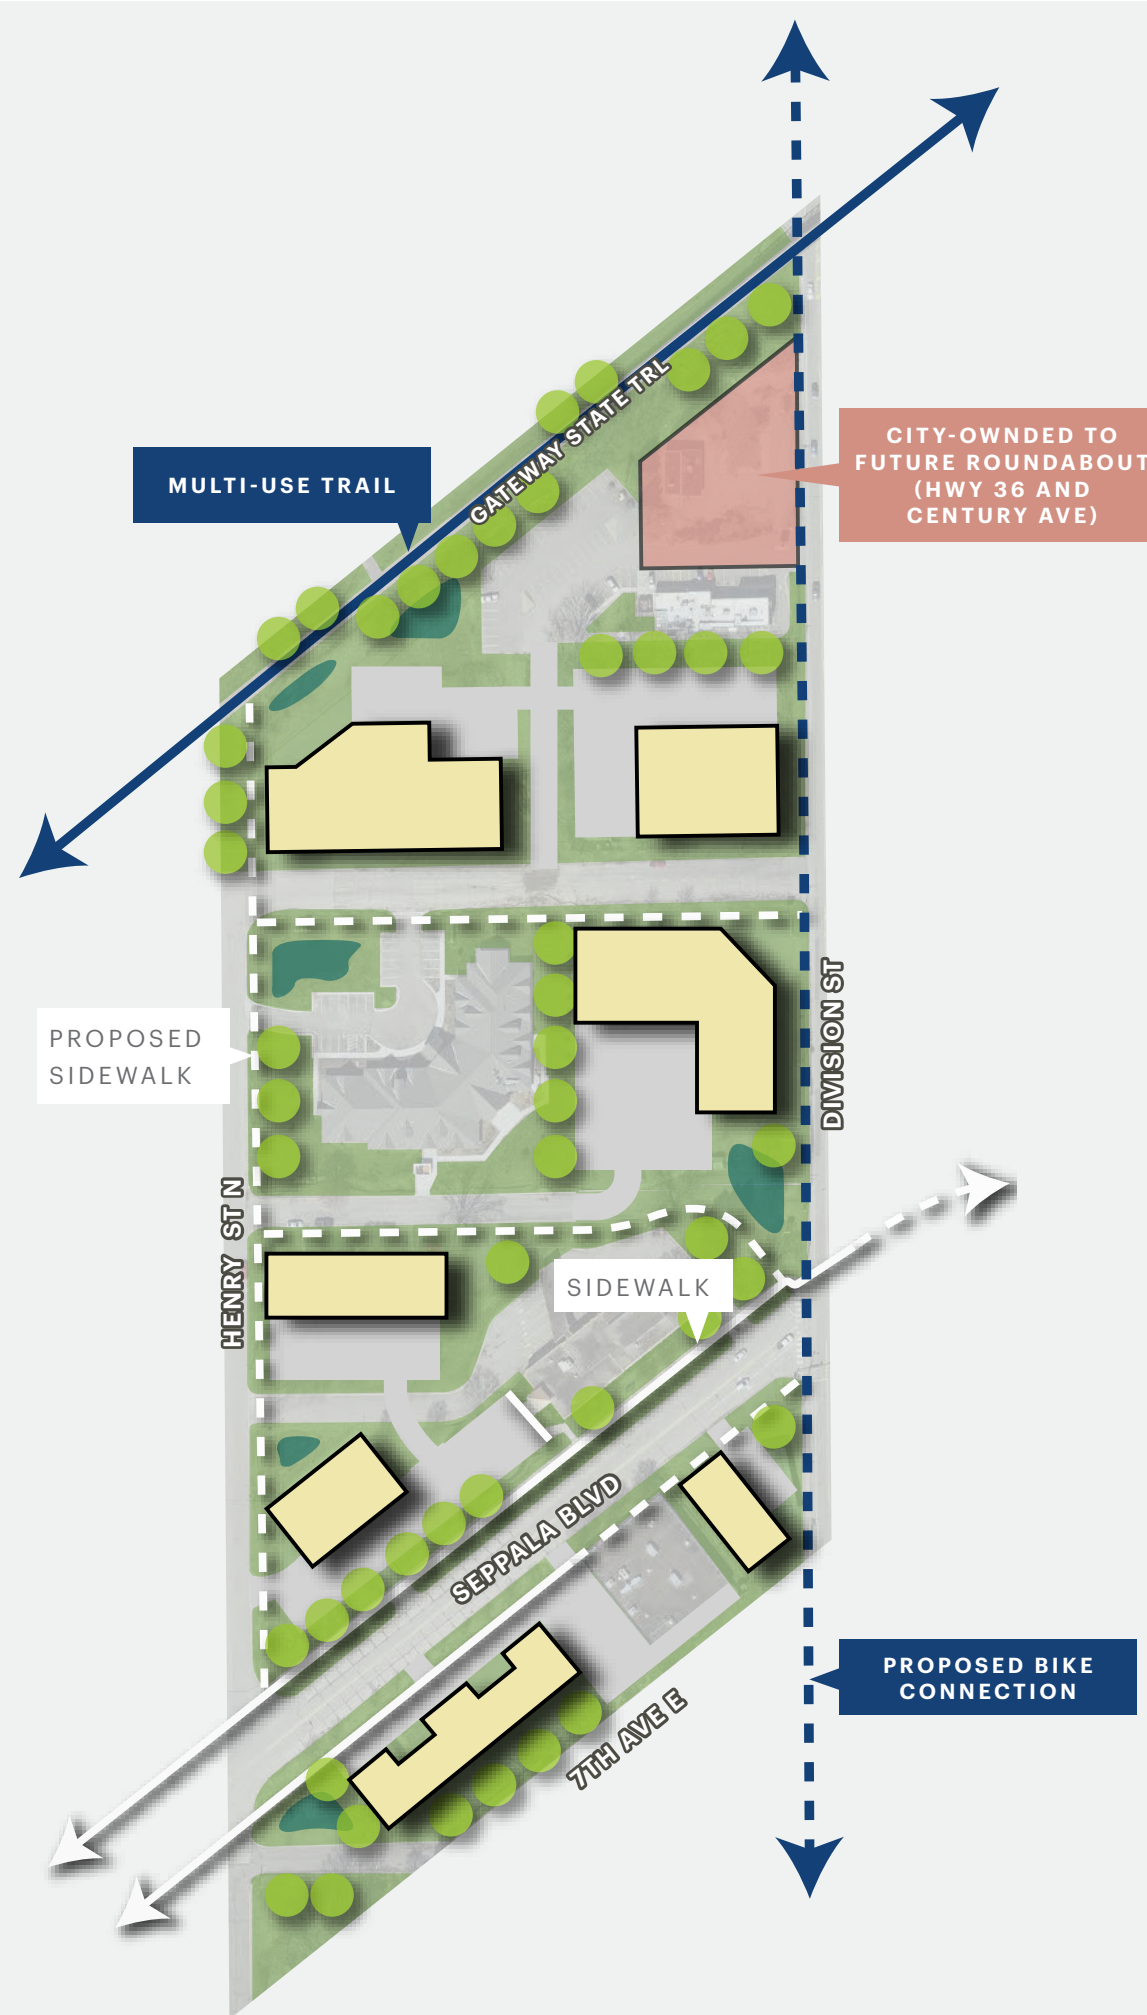 GATEWAY STATE TRL
CITY-OWNDED TO
FUTURE ROUNDABOUT
(HWY 36 AND
CENTURY AVE)
MULTI-USE TRAIL
DIVISION ST
PROPOSED
SIDEWALK
HENRY ST N
SIDEWALK
SEPPALA BLVD
PROPOSED BIKE
CONNECTION
7TH AVE E